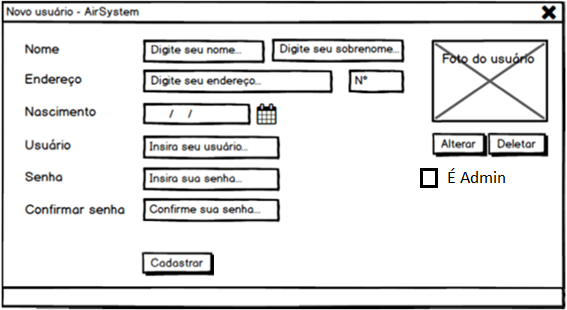 Novo usuário - AirSystem
Nome
Digite seu nome...
Digite seu sobrenome...
Foto do usuário
Endereço
Digite seu endereço...
N°
Nascimento
/ /
Usuário
Insira seu usuário...
Alterar
Deletar
Senha
Insira sua senha...
É Admin
Confirmar senha
Confirme sua senha...
Cadastrar